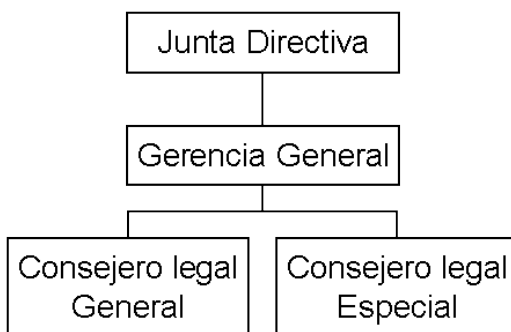 Junta Directiva
Gerencia General
Consejero legal
General
Consejero legal
Especial